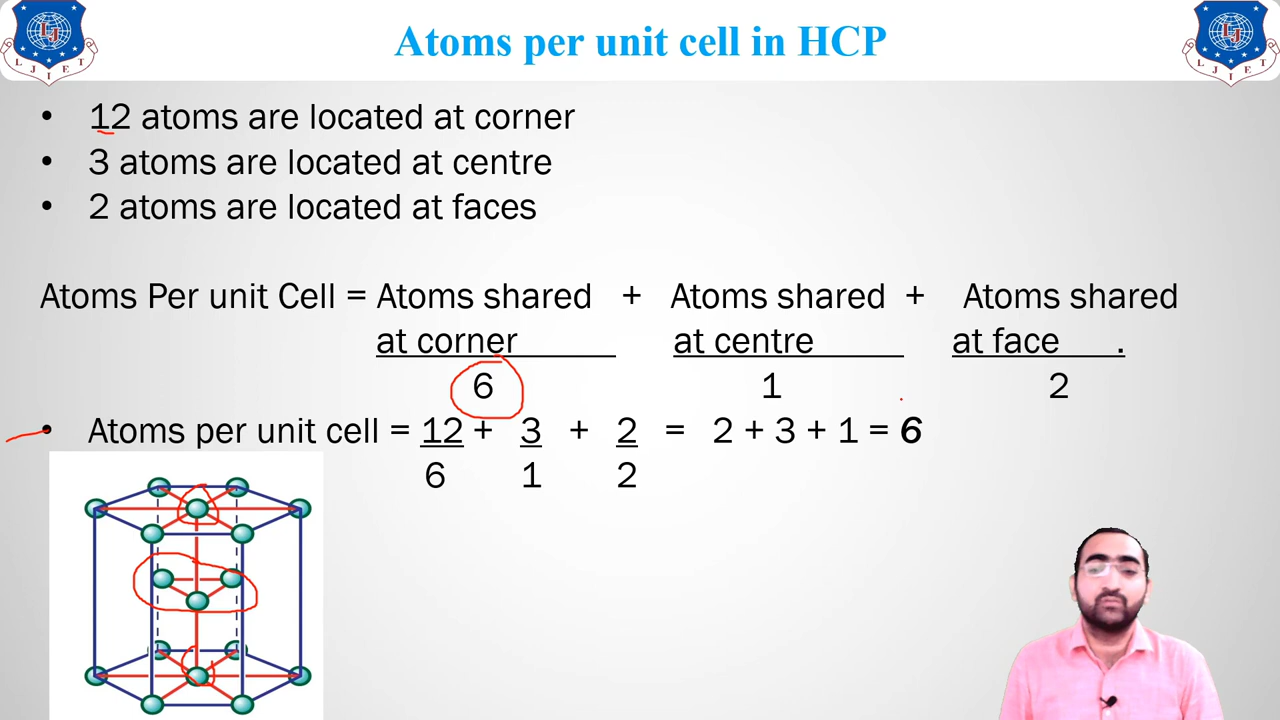 Atoms per unit cell in HCP
LJ
L J I E T
LJ
L J I E T
• 12 atoms are located at corner
• 3 atoms are located at centre
• 2 atoms are located at faces
Atoms Per unit Cell = Atoms shared + Atoms shared + Atoms shared
at corner at centre at face .
6 1 2
• Atoms per unit cell = 12 + 3 + 2 = 2 + 3 + 1 = 6
6 1 2